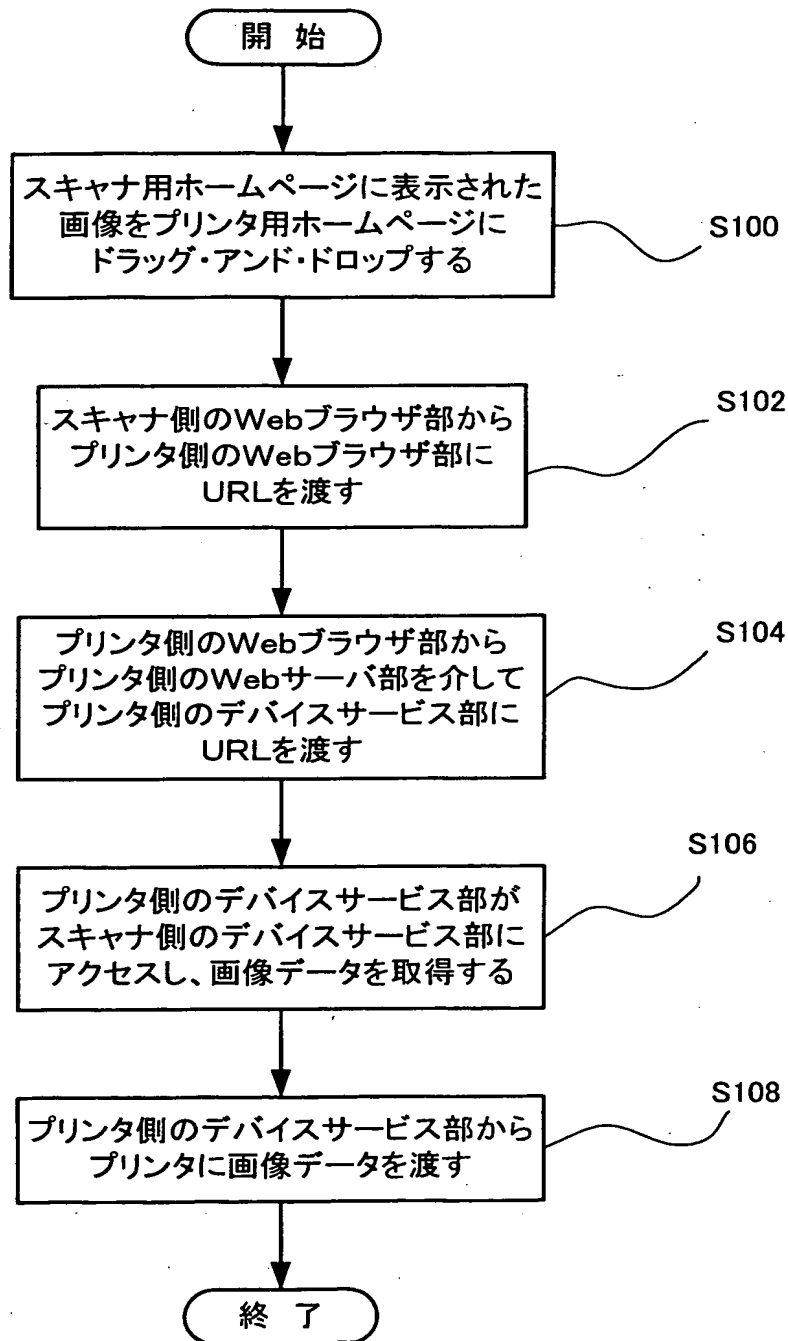 開 始
スキャナ用ホームページに表示された
画像をプリンタ用ホームページに
ドラッグ・アンド・ドロップする
S100
スキャナ側のWebブラウザ部から
プリンタ側のWebブラウザ部に
URLを渡す
S102
プリンタ側のWebブラウザ部から
プリンタ側のWebサーバ部を介して
プリンタ側のデバイスサービス部に
URLを渡す
S104
プリンタ側のデバイスサービス部が
スキャナ側のデバイスサービス部に
アクセスし、画像データを取得する
S106
プリンタ側のデバイスサービス部から
プリンタに画像データを渡す
S108
終 了